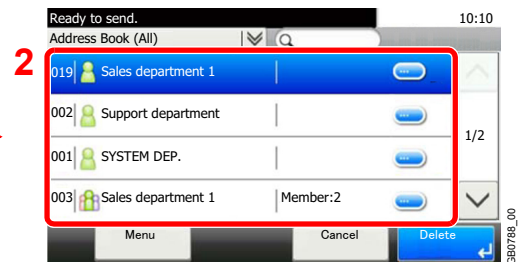 Ready to send. 10:10
Address Book (All)
2
019 Sales department 1
002 Support department
1/2
001 SYSTEM DEP.
003 Sales department 1 Member:2
Menu Cancel Delete
GB0788_00